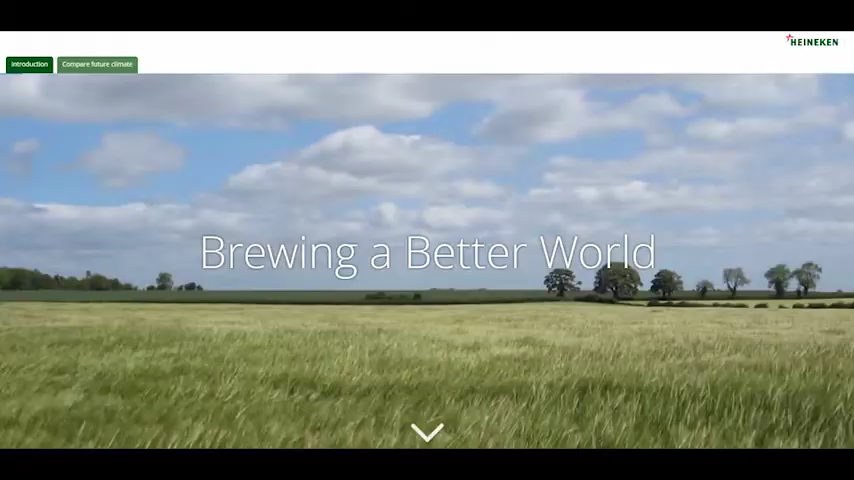 HEINEKEN
Introduction
Compare future climate
Brewing a Better World